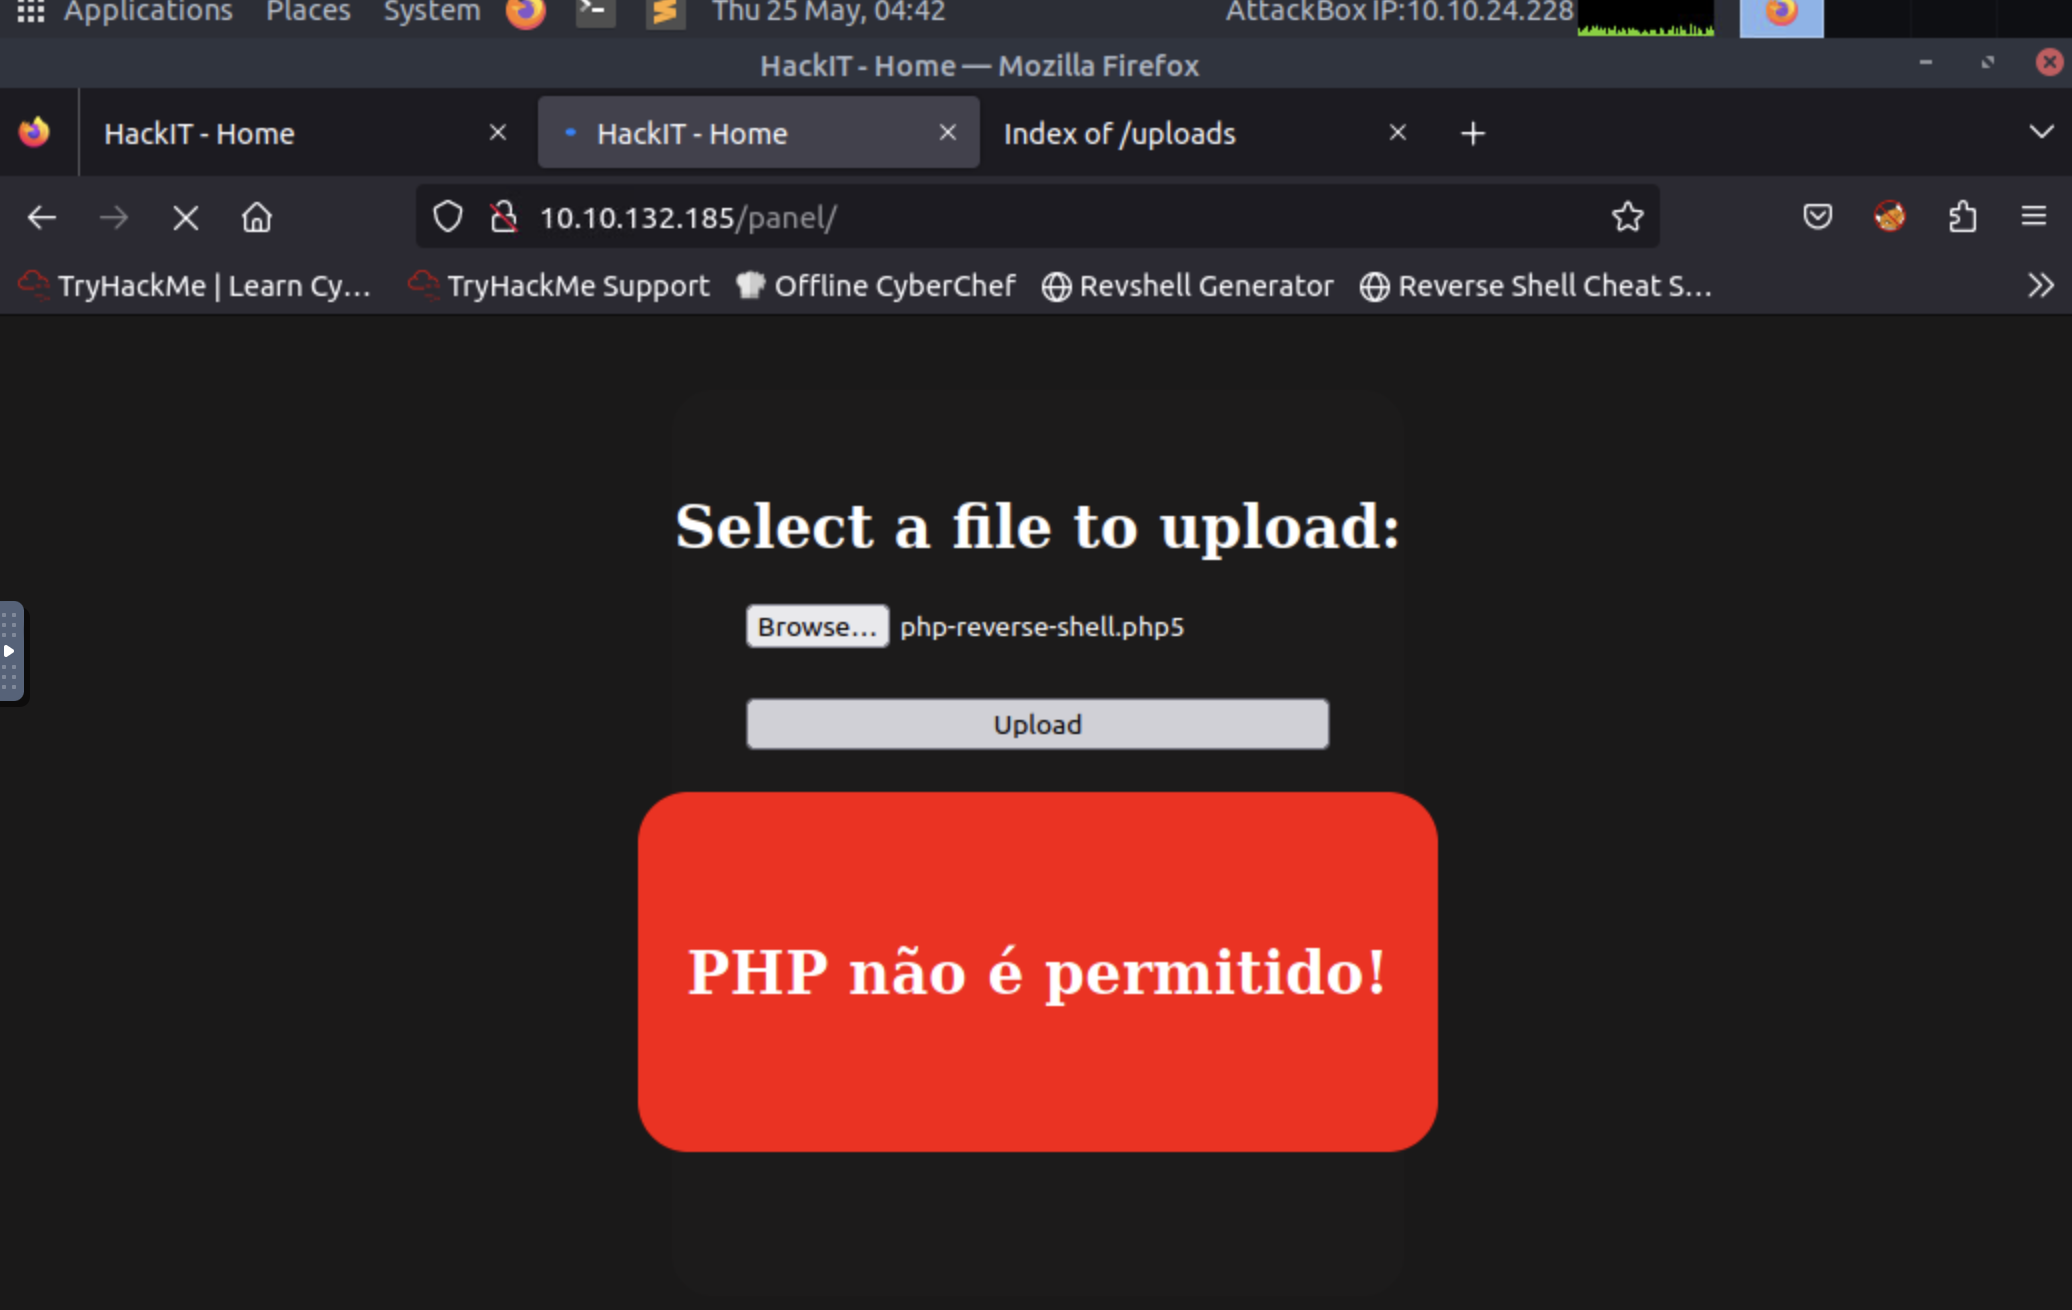 Applications Places System Thu 25 May, 04:42 AttackBox IP:10.10.24.228
HackIT - Home — Mozilla Firefox
HackIT - Home HackIT - Home Index of /uploads
10.10.132.185/panel/
TryHackMe | Learn Cy... TryHackMe Support Offline CyberChef Revshell Generator Reverse Shell Cheat S...
Select a file to upload:
Browse... php-reverse-shell.php5
Upload
PHP não é permitido!